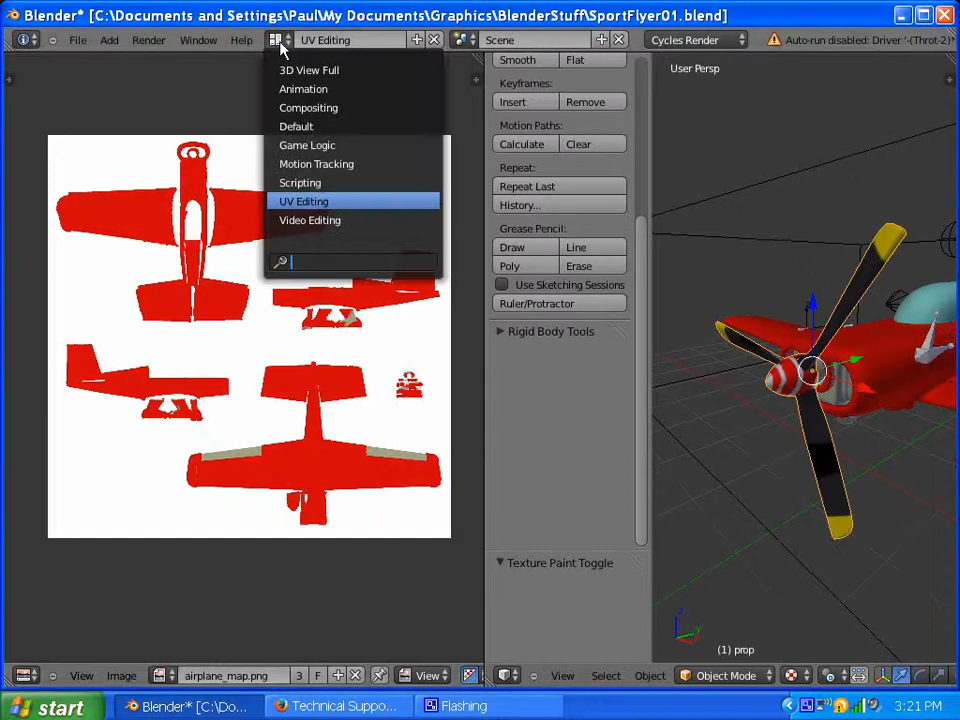 Blender* [C:\Documents and Settings\Paul\My Documents\Graphics\BlenderStuff\SportFlyer01.blend]
File Add Render Window Help UV Editing Scene Cycles Render Auto-run disabled: Driver '-(Throt-2)*
3D View Full
Animation
Compositing
Default
Game Logic
Motion Tracking
Scripting
UV Editing
Video Editing
Smooth Flat
Keyframes:
Insert Remove
Motion Paths:
Calculate Clear
Repeat:
Repeat Last
History...
Grease Pencil:
Draw Line
Poly Erase
Use Sketching Sessions
Ruler/Protractor
Rigid Body Tools
Texture Paint Toggle
User Persp
z
y
(1) prop
View Image airplane_map.png 3 F View
View Select Object Object Mode
start Blender* [C:\Do... Technical Suppo... Flashing 3:21 PM